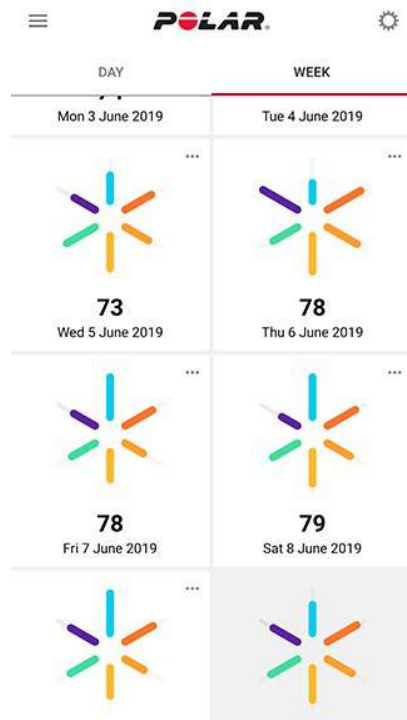 POLAR.
DAY WEEK
Mon 3 June 2019 Tue 4 June 2019
73 78
Wed 5 June 2019 Thu 6 June 2019
78 79
Fri 7 June 2019 Sat 8 June 2019